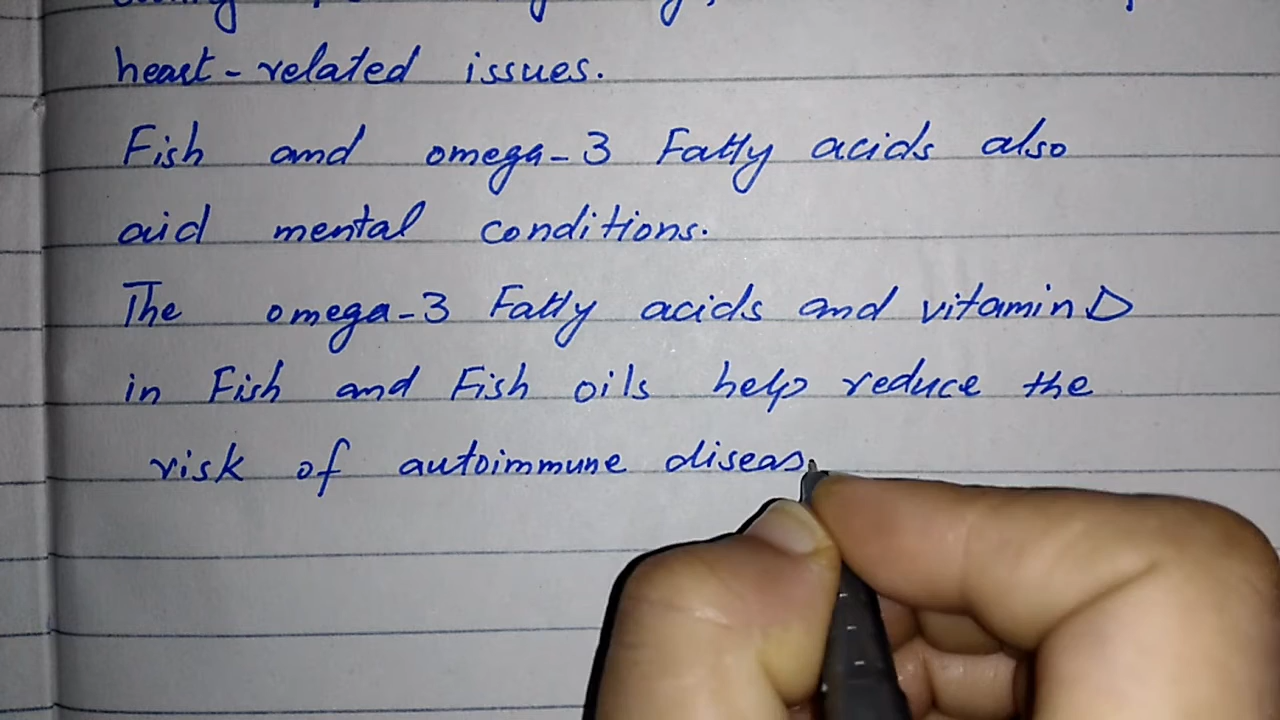 heart-related issues.
Fish and omega-3 Fatty acids also
aid mental conditions.
The omega-3 Fatty acids and vitamin D
in Fish and Fish oils help reduce the
risk of autoimmune diseas